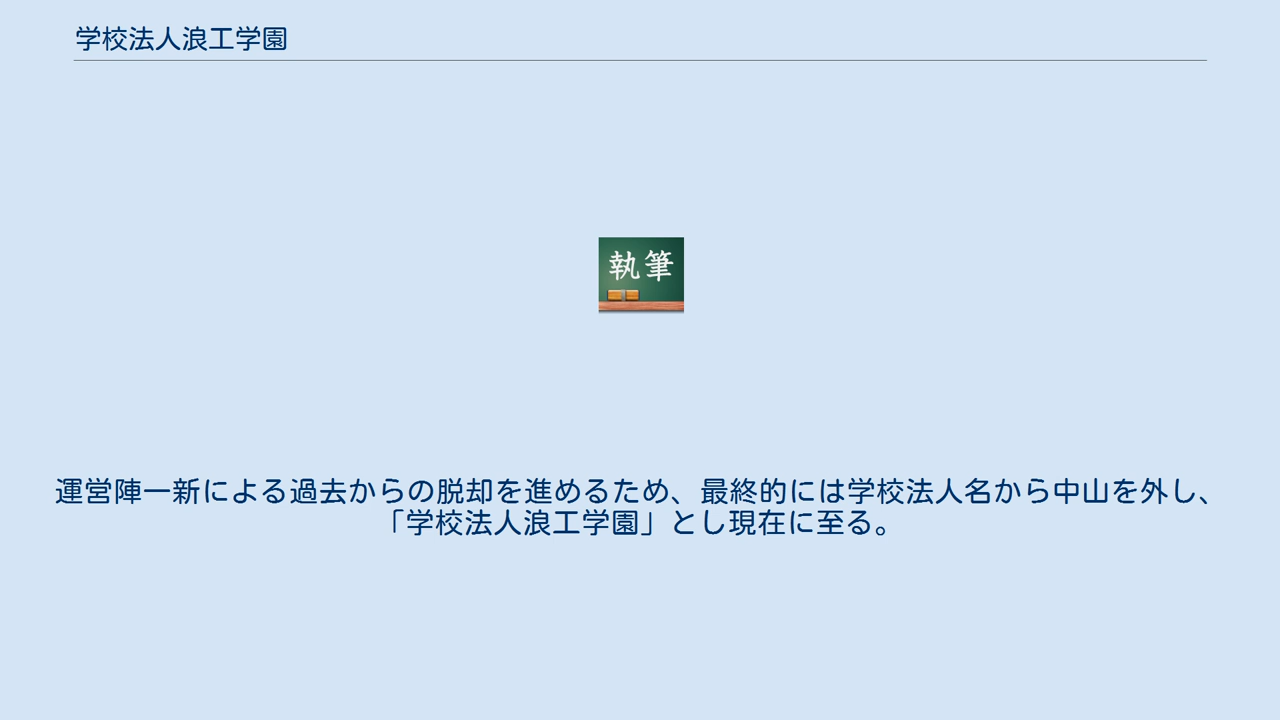 学校法人浪工学園
執筆
運営陣一新による過去からの脱却を進めるため、最終的には学校法人名から中山を外し、
「学校法人浪工学園」とし現在に至る。